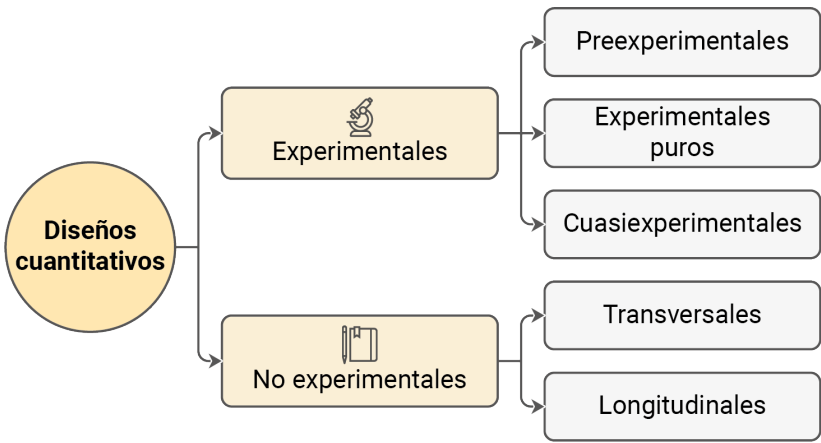 Diseños
cuantitativos
Experimentales
Preexperimentales
Experimentales
puros
Cuasiexperimentales
No experimentales
Transversales
Longitudinales